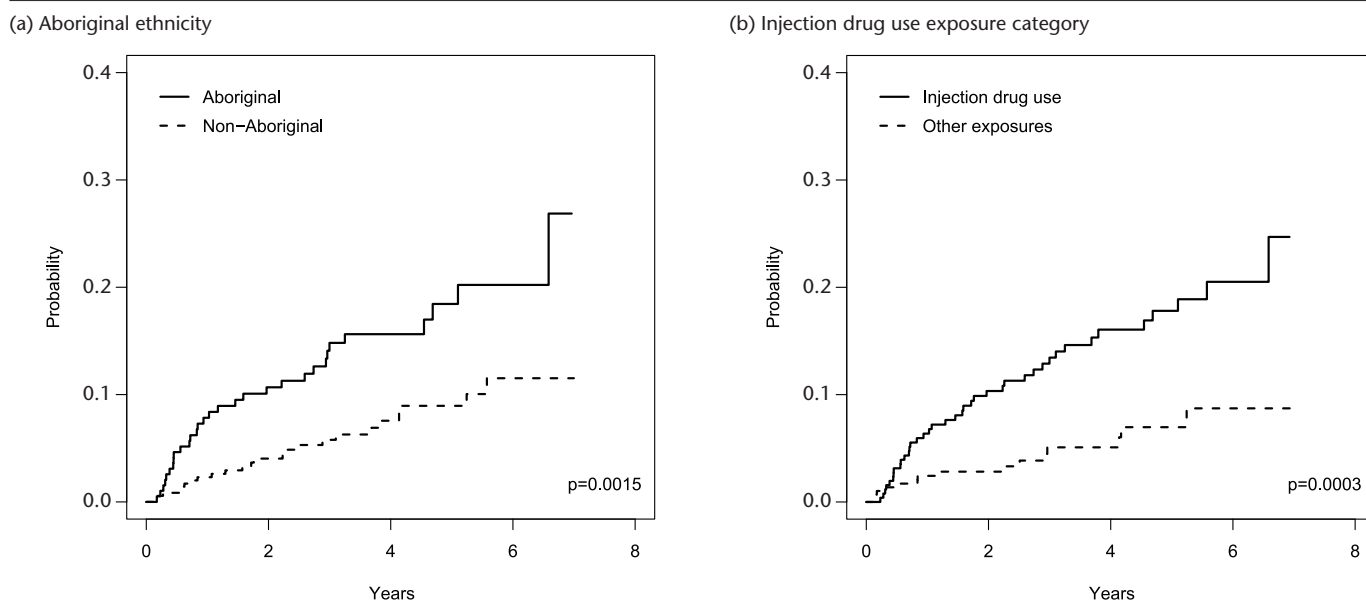 (a) Aboriginal ethnicity
0.4
0.3
0.2
0.1
0.0
Probability
Aboriginal
Non−Aboriginal
p=0.0015
0 2 4 6 8
Years
(b) Injection drug use exposure category
0.4
0.3
0.2
0.1
0.0
Probability
Injection drug use
Other exposures
p=0.0003
0 2 4 6 8
Years